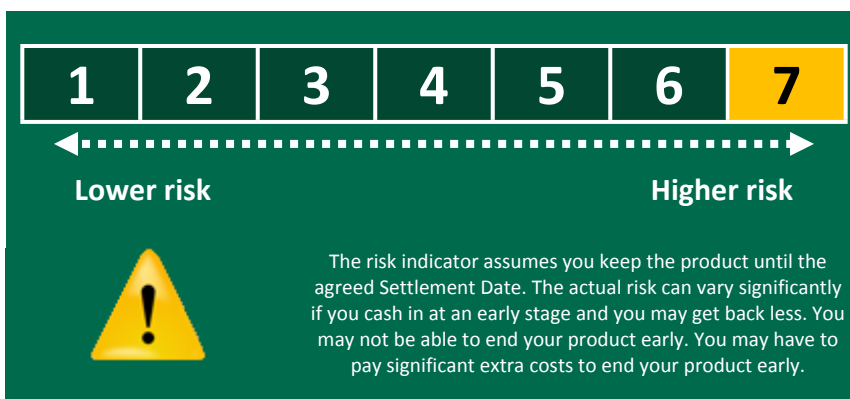 1 2 3 4 5 6 7
Lower risk Higher risk
The risk indicator assumes you keep the product until the
agreed Settlement Date. The actual risk can vary significantly
if you cash in at an early stage and you may get back less. You
may not be able to end your product early. You may have to
pay significant extra costs to end your product early.